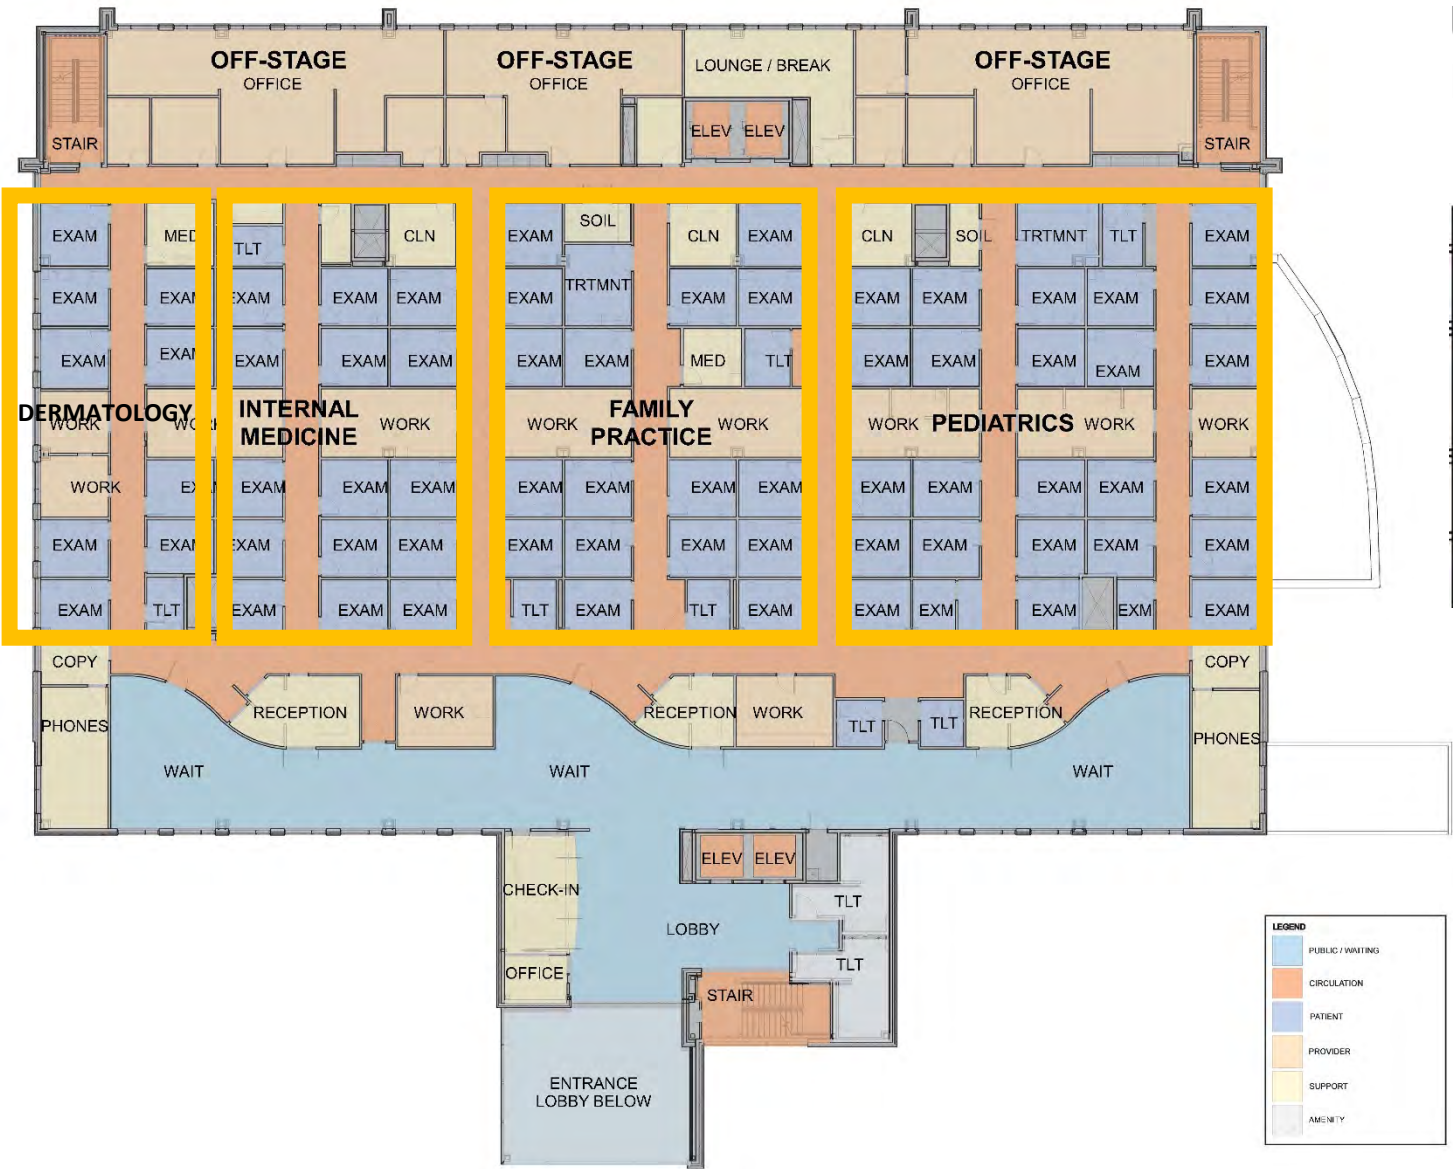 OFF-STAGE OFFICE
OFF-STAGE OFFICE
LOUNGE / BREAK
OFF-STAGE OFFICE
STAIR
ELEV ELEV
STAIR
EXAM MED TLT CLN EXAM SOIL CLN EXAM CLN SOIL TRTMNT TLT EXAM
EXAM EXAM EXAM EXAM EXAM EXAM TRTMNT EXAM EXAM EXAM EXAM EXAM EXAM EXAM
EXAM EXAM EXAM EXAM EXAM EXAM EXAM MED TLT EXAM EXAM EXAM EXAM EXAM
DERMATOLOGY
INTERNAL
MEDICINE
FAMILY
PRACTICE
PEDIATRICS
WORK WORK WORK WORK WORK WORK WORK WORK
WORK EXAM EXAM EXAM EXAM EXAM EXAM EXAM EXAM EXAM EXAM EXAM EXAM EXAM
EXAM EXAM EXAM EXAM EXAM EXAM EXAM EXAM EXAM EXAM EXAM EXAM EXAM EXAM
EXAM TLT EXAM EXAM EXAM TLT EXAM TLT EXAM EXAM EXM EXAM EXM EXAM
COPY COPY
PHONES RECEPTION WORK RECEPTION WORK TLT TLT RECEPTION PHONES
WAIT WAIT WAIT
ELEV ELEV
CHECK-IN
TLT
LOBBY
OFFICE
TLT
STAIR
ENTRANCE
LOBBY BELOW
LEGEND
PUBLIC / WAITING
CIRCULATION
PATIENT
PROVIDER
SUPPORT
AMENITY